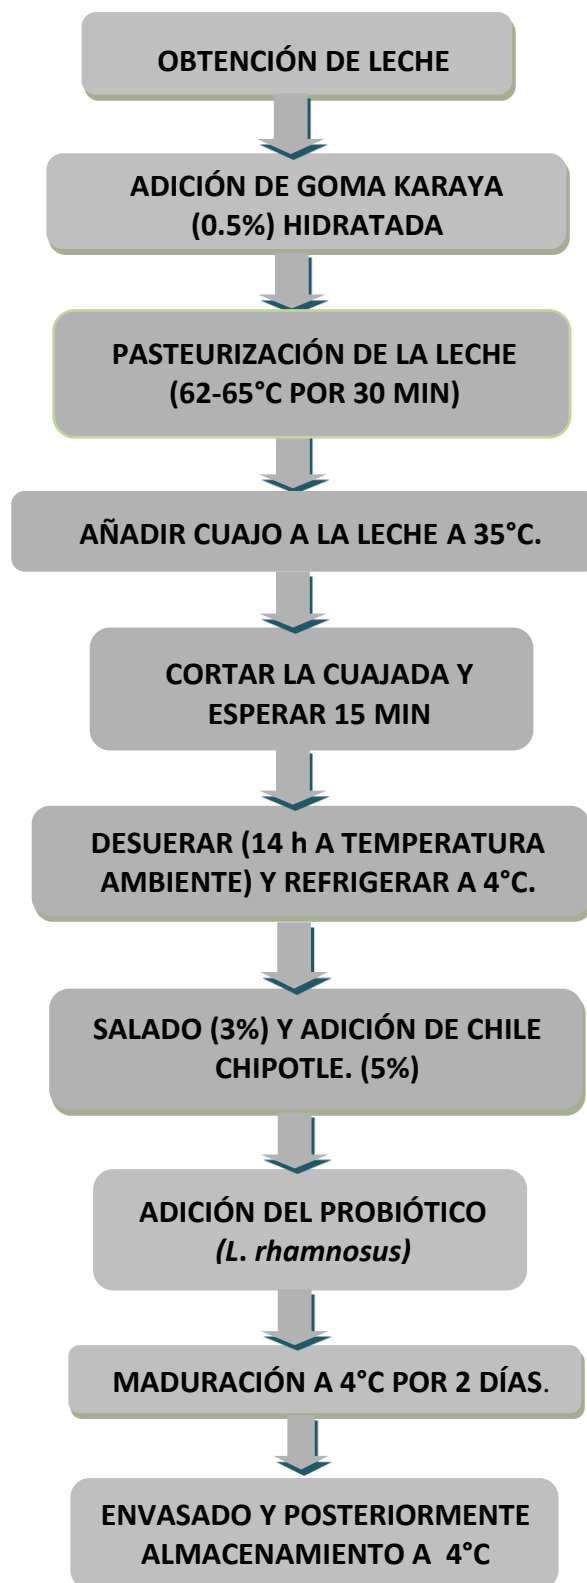 OBTENCIÓN DE LECHE
ADICIÓN DE GOMA KARAYA
(0.5%) HIDRATADA
PASTEURIZACIÓN DE LA LECHE
(62-65°C POR 30 MIN)
AÑADIR CUAJO A LA LECHE A 35°C.
CORTAR LA CUAJADA Y
ESPERAR 15 MIN
DESUERAR (14 h A TEMPERATURA
AMBIENTE) Y REFRIGERAR A 4°C.
SALADO (3%) Y ADICIÓN DE CHILE
CHIPOTLE. (5%)
ADICIÓN DEL PROBIÓTICO
(L. rhamnosus)
MADURACIÓN A 4°C POR 2 DÍAS.
ENVASADO Y POSTERIORMENTE
ALMACENAMIENTO A 4°C